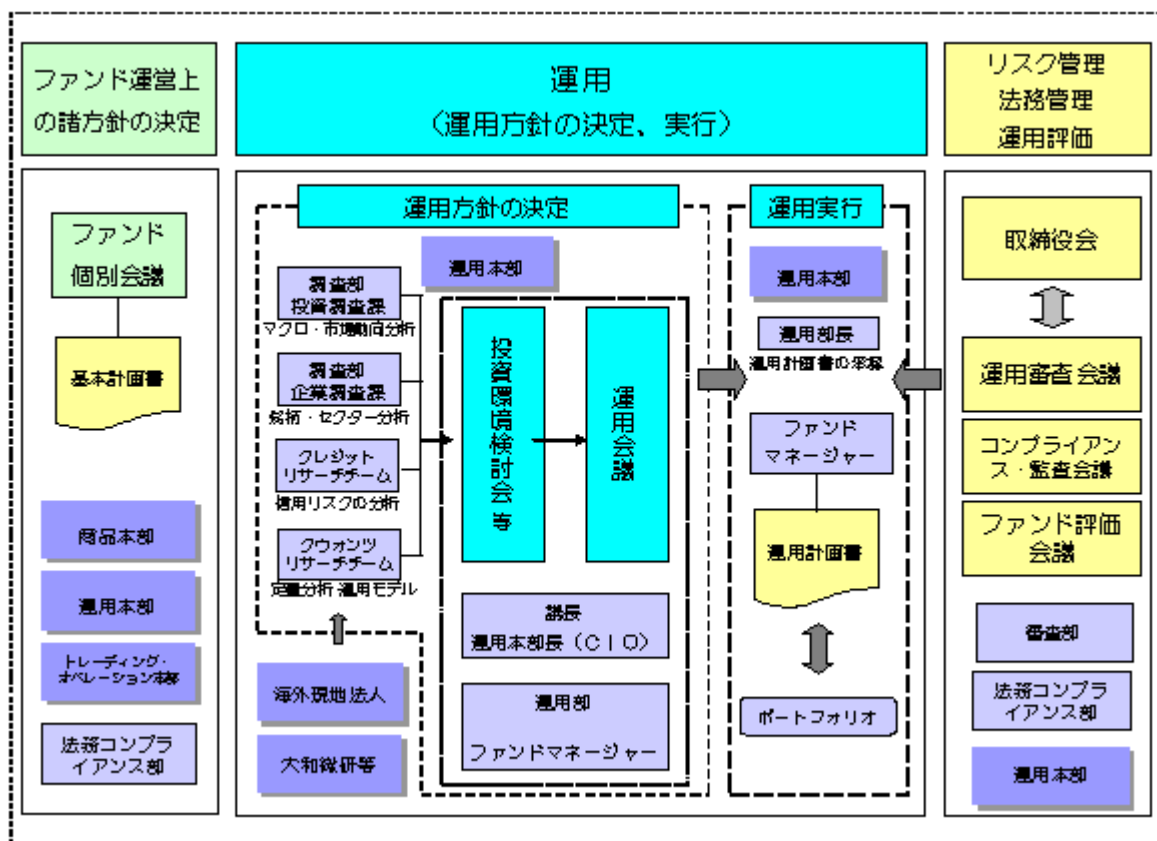 ファンド運営上
の諸方針の決定
ファンド
個別会議
基本計画書
商品本部
運用本部
トレーディング・
オペレーション本部
法務コンプラ
イアンス部
運用
（運用方針の決定、実行）
運用方針の決定
運用本部
調査部
投資調査課
マクロ・市場動向分析
調査部
企業調査課
銘柄・セクター分析
クレジット
リサーチチーム
信用リスクの分析
クウォンツ
リサーチチーム
定量分析 運用モデル
海外現地法人
大和総研等
投資環境検討会 等
運用会議
議長
運用本部長（ＣＩＯ）
運用部
ファンドマネージャー
運用実行
運用本部
運用部長
運用計画書の承認
ファンド
マネージャー
運用計画書
ポートフォリオ
リスク管理
法務管理
運用評価
取締役会
運用審査会議
コンプライアン
ス・監査会議
ファンド評価
会議
審査部
法務コンプラ
イアンス部
運用本部